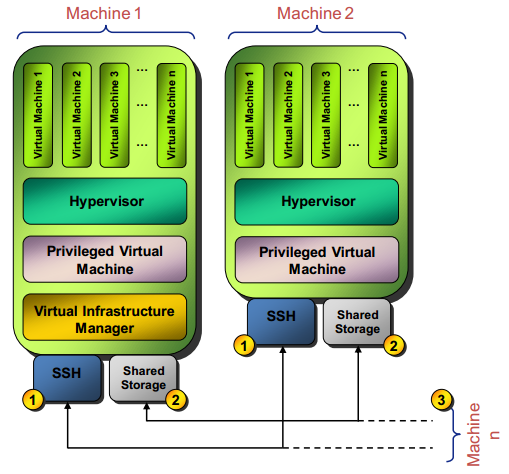 Machine 1
Machine 2
Virtual Machine 1
Virtual Machine 2
Virtual Machine 3
...
...
...
Virtual Machine n
Virtual Machine 1
Virtual Machine 2
Virtual Machine 3
...
...
...
Virtual Machine n
Hypervisor
Hypervisor
Privileged Virtual
Machine
Privileged Virtual
Machine
Virtual Infrastructure
Manager
SSH
Shared
Storage
1
2
SSH
Shared
Storage
1
2
3
Machine
n